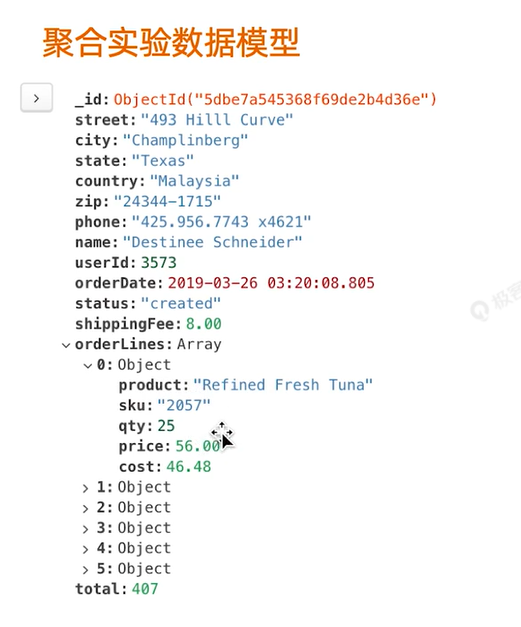 聚合实验数据模型
_id: ObjectId("5dbe7a545368f69de2b4d36e")
street: "493 Hilll Curve"
city: "Champlinberg"
state: "Texas"
country: "Malaysia"
zip: "24344-1715"
phone: "425.956.7743 x4621"
name: "Destinee Schneider"
userId: 3573
orderDate: 2019-03-26 03:20:08.805
status: "created"
shippingFee: 8.00
orderLines: Array
0: Object
product: "Refined Fresh Tuna"
sku: "2057"
qty: 25
price: 56.00
cost: 46.48
1: Object
2: Object
3: Object
4: Object
5: Object
total: 407